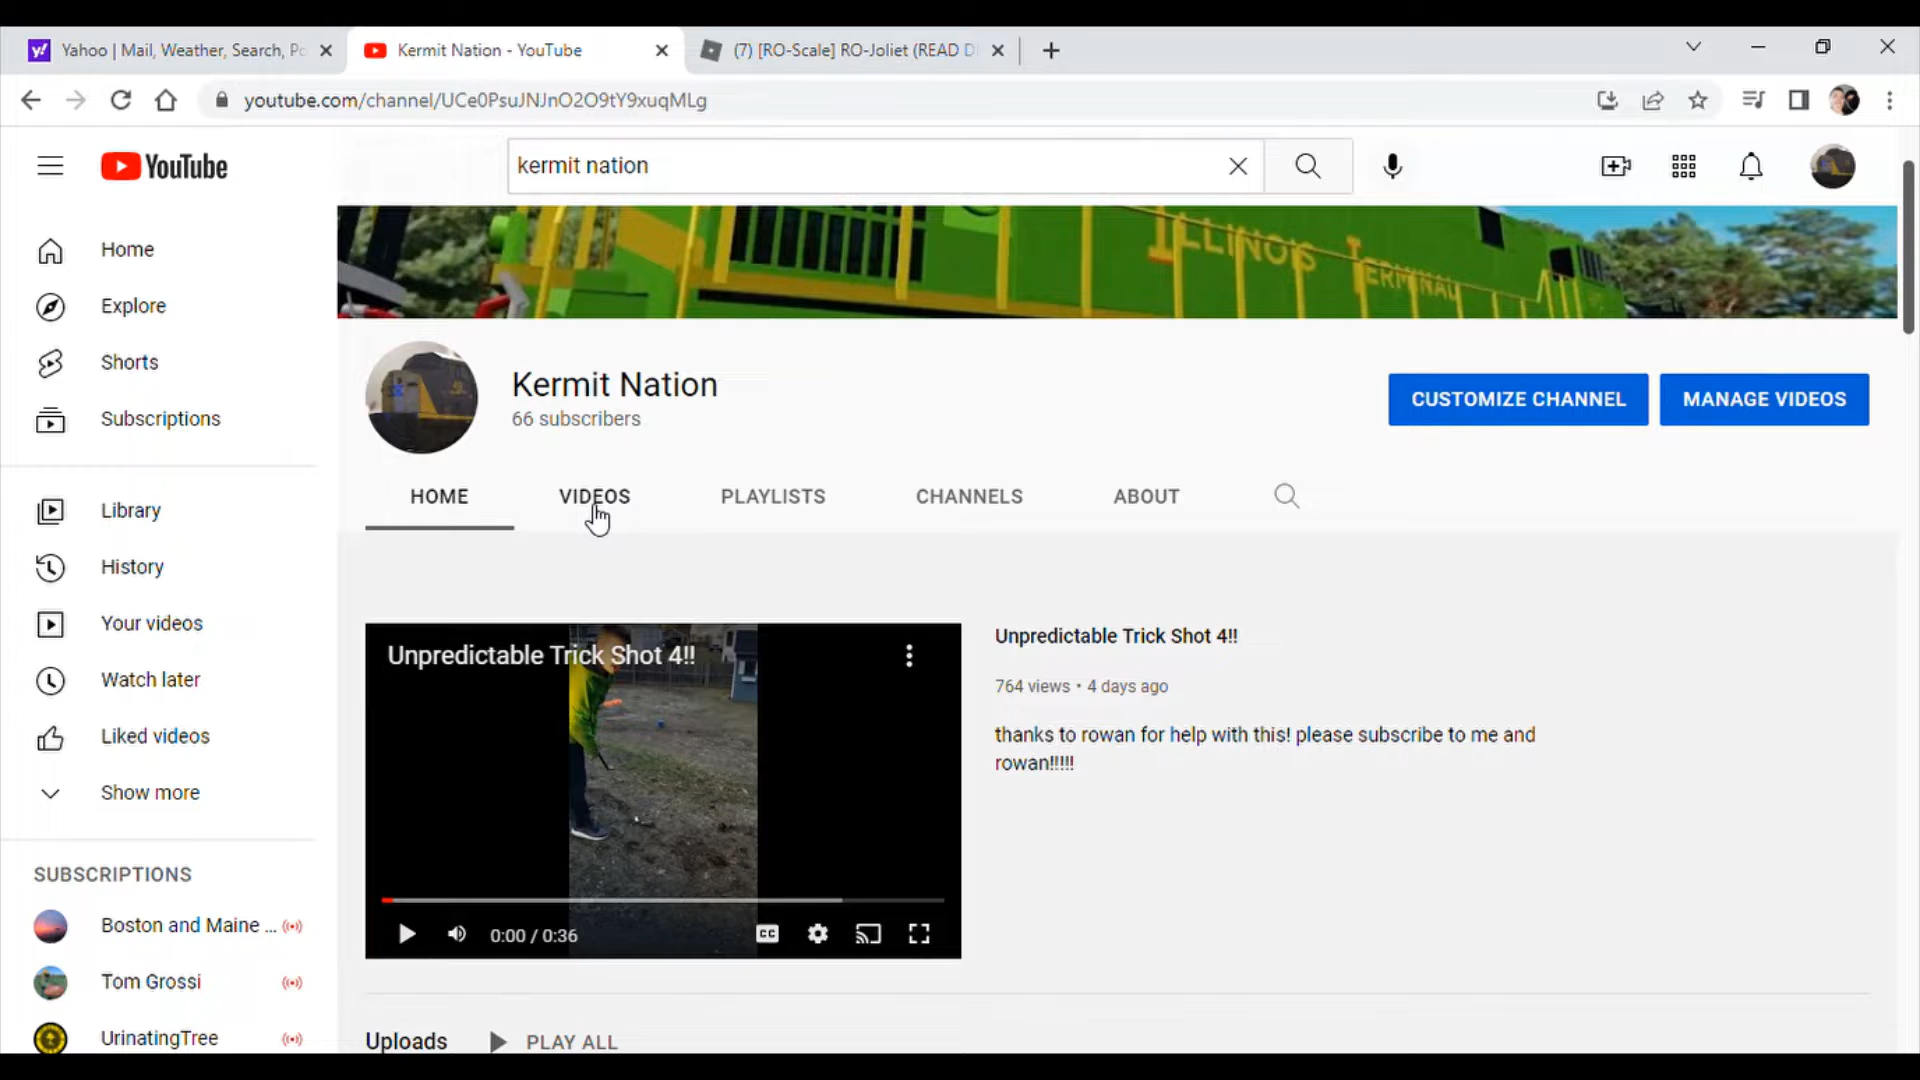 Yahoo | Mail, Weather, Search, Po
Kermit Nation - YouTube
(7) [RO-Scale] RO-Joliet (READ D
youtube.com/channel/UCe0PsuJNJnO2O9tY9xuqMLg
YouTube
kermit nation
Home
Explore
Shorts
Subscriptions
Library
History
Your videos
Watch later
Liked videos
Show more
SUBSCRIPTIONS
Boston and Maine ...
Tom Grossi
UrinatingTree
ILLINOIS TERMINAL
Kermit Nation
66 subscribers
CUSTOMIZE CHANNEL
MANAGE VIDEOS
HOME
VIDEOS
PLAYLISTS
CHANNELS
ABOUT
Unpredictable Trick Shot 4!!
0:00 / 0:36
CC
Unpredictable Trick Shot 4!!
764 views • 4 days ago
thanks to rowan for help with this! please subscribe to me and
rowan!!!!!
Uploads
PLAY ALL